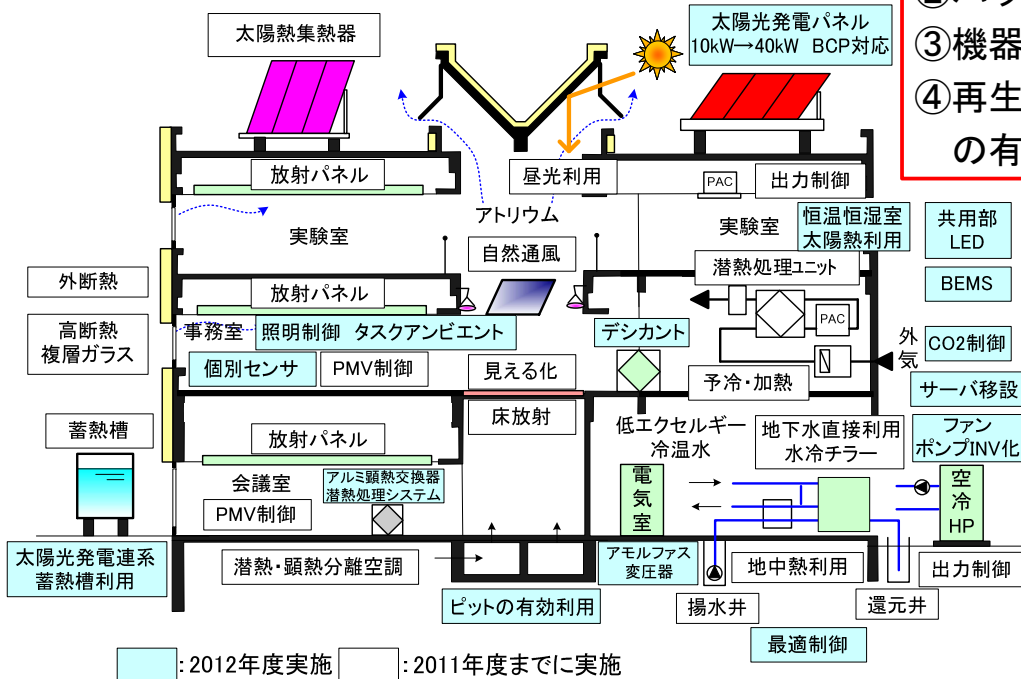 太陽熱集熱器
太陽光発電パネル
10kW→40kW BCP対応
③機器
④再生
の有
放射パネル
昼光利用
PAC
出力制御
アトリウム
実験室
自然通風
実験室
恒温恒湿室
太陽熱利用
共用部
LED
外断熱
放射パネル
潜熱処理ユニット
BEMS
高断熱
複層ガラス
事務室
照明制御 タスクアンビエント
デシカント
PAC
外気
CO2制御
個別センサ
PMV制御
見える化
予冷・加熱
サーバ移設
蓄熱槽
放射パネル
床放射
低エクセルギー
冷温水
地下水直接利用
水冷チラー
ファン
ポンプINV化
会議室
アルミ顕熱交換器
潜熱処理システム
電気室
空冷HP
PMV制御
太陽光発電連系
蓄熱槽利用
潜熱・顕熱分離空調
アモルファス
変圧器
地中熱利用
出力制御
ピットの有効利用
揚水井
還元井
最適制御
:2012年度実施
:2011年度までに実施